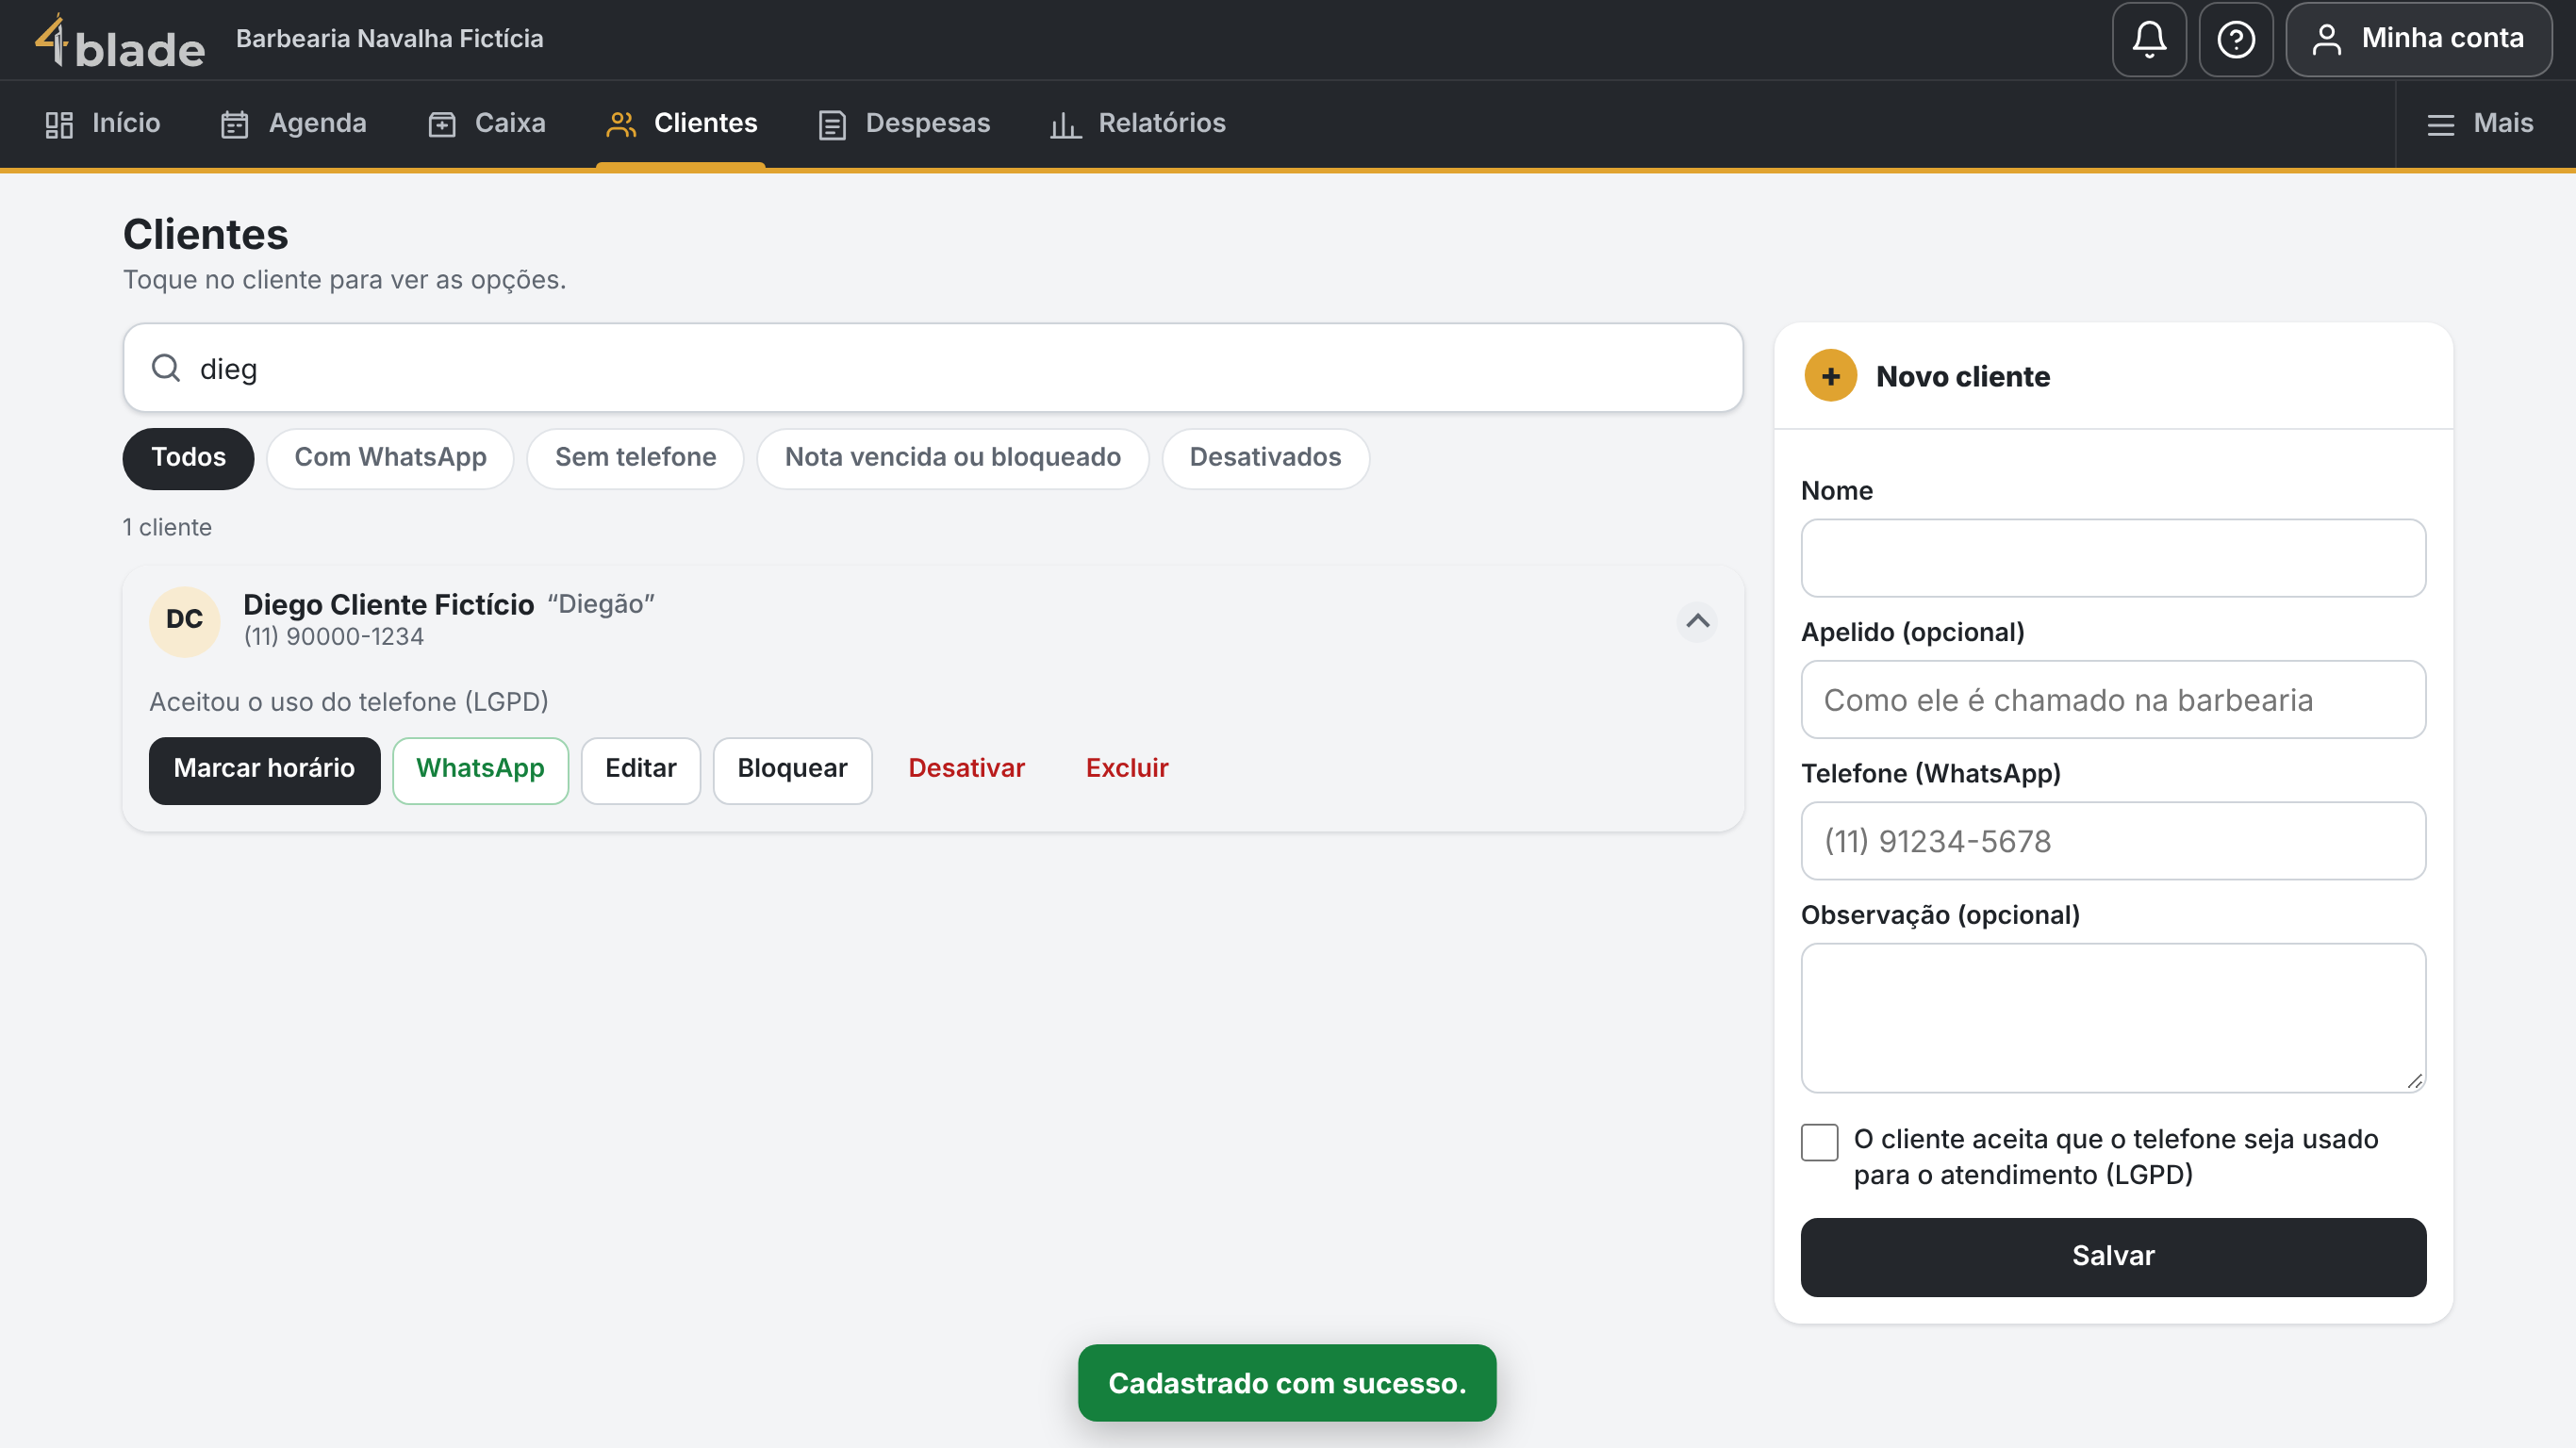 4blade
Barbearia Navalha Fictícia
Minha conta
Início
Agenda
Caixa
Clientes
Despesas
Relatórios
Mais
Clientes
Toque no cliente para ver as opções.
dieg
Todos
Com WhatsApp
Sem telefone
Nota vencida ou bloqueado
Desativados
1 cliente
DC
Diego Cliente Fictício “Diegão”
(11) 90000-1234
Aceitou o uso do telefone (LGPD)
Marcar horário
WhatsApp
Editar
Bloquear
Desativar
Excluir
+ Novo cliente
Nome
Apelido (opcional)
Como ele é chamado na barbearia
Telefone (WhatsApp)
(11) 91234-5678
Observação (opcional)
O cliente aceita que o telefone seja usado
para o atendimento (LGPD)
Salvar
Cadastrado com sucesso.